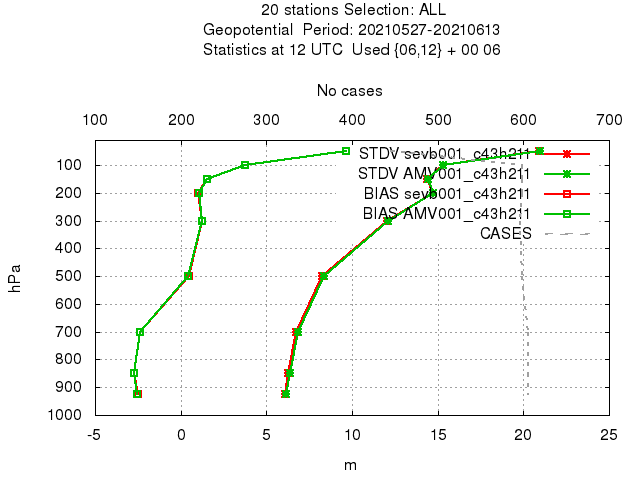 20 stations Selection: ALL
Geopotential  Period: 20210527-20210613
Statistics at 12 UTC  Used {06,12} + 00 06
No cases
100 200 300 400 500 600 700
STDV sevb001_c43h211
STDV AMV001_c43h211
BIAS sevb001_c43h211
BIAS AMV001_c43h211
CASES
100
200
300
400
500
600
700
800
900
1000
hPa
-5 0 5 10 15 20 25
m